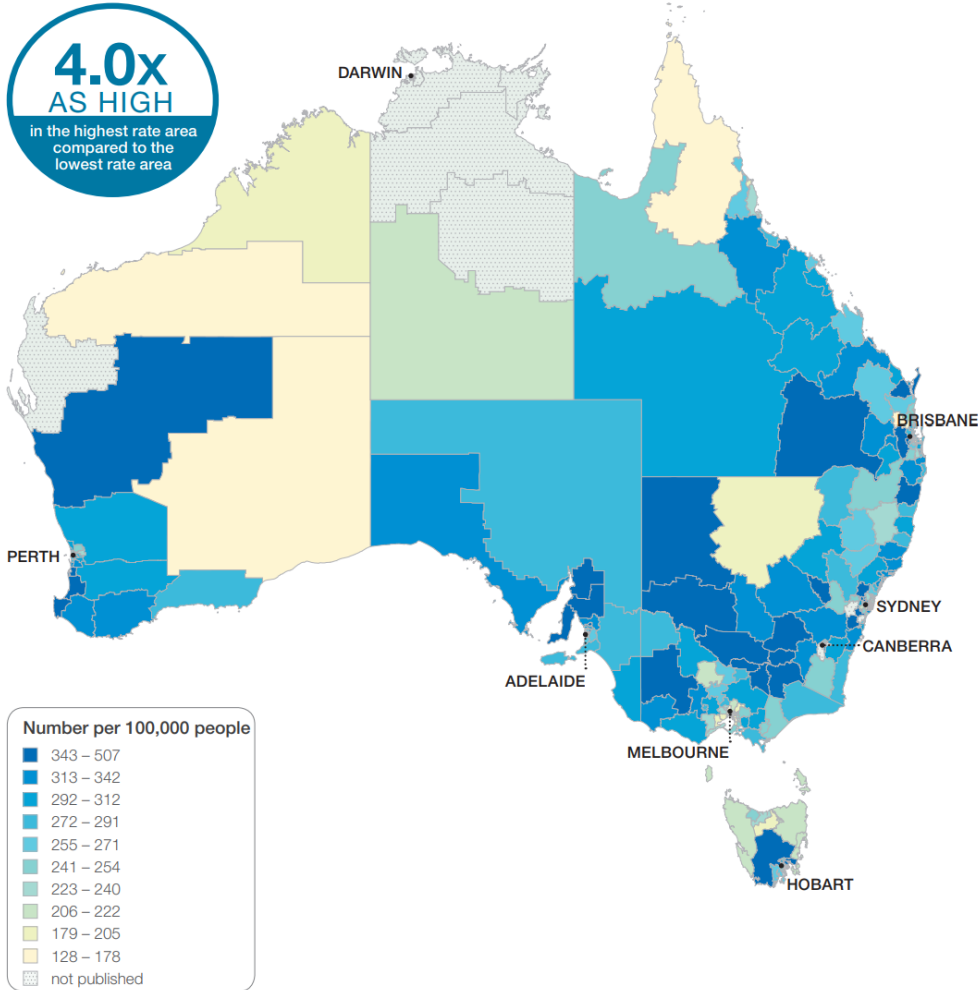 4.0x
AS HIGH
in the highest rate area
compared to the
lowest rate area
DARWIN
BRISBANE
PERTH
SYDNEY
CANBERRA
ADELAIDE
MELBOURNE
HOBART
Number per 100,000 people
343 – 507
313 – 342
292 – 312
272 – 291
255 – 271
241 – 254
223 – 240
206 – 222
179 – 205
128 – 178
not published